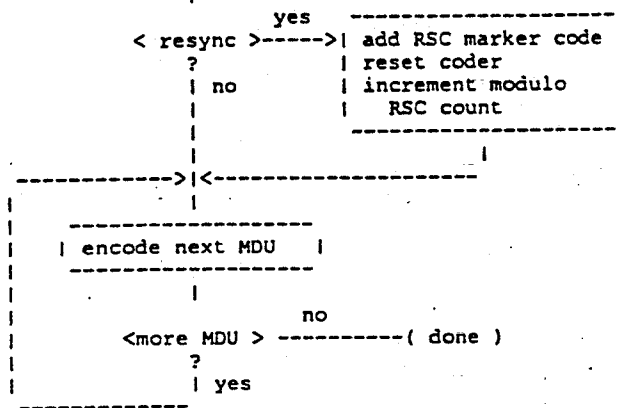 yes
< resync >----->| add RSC marker code
? | reset coder
| no | increment modulo
RSC count
| encode next MDU |
no
<more MDU > ----------( done )
?
| yes